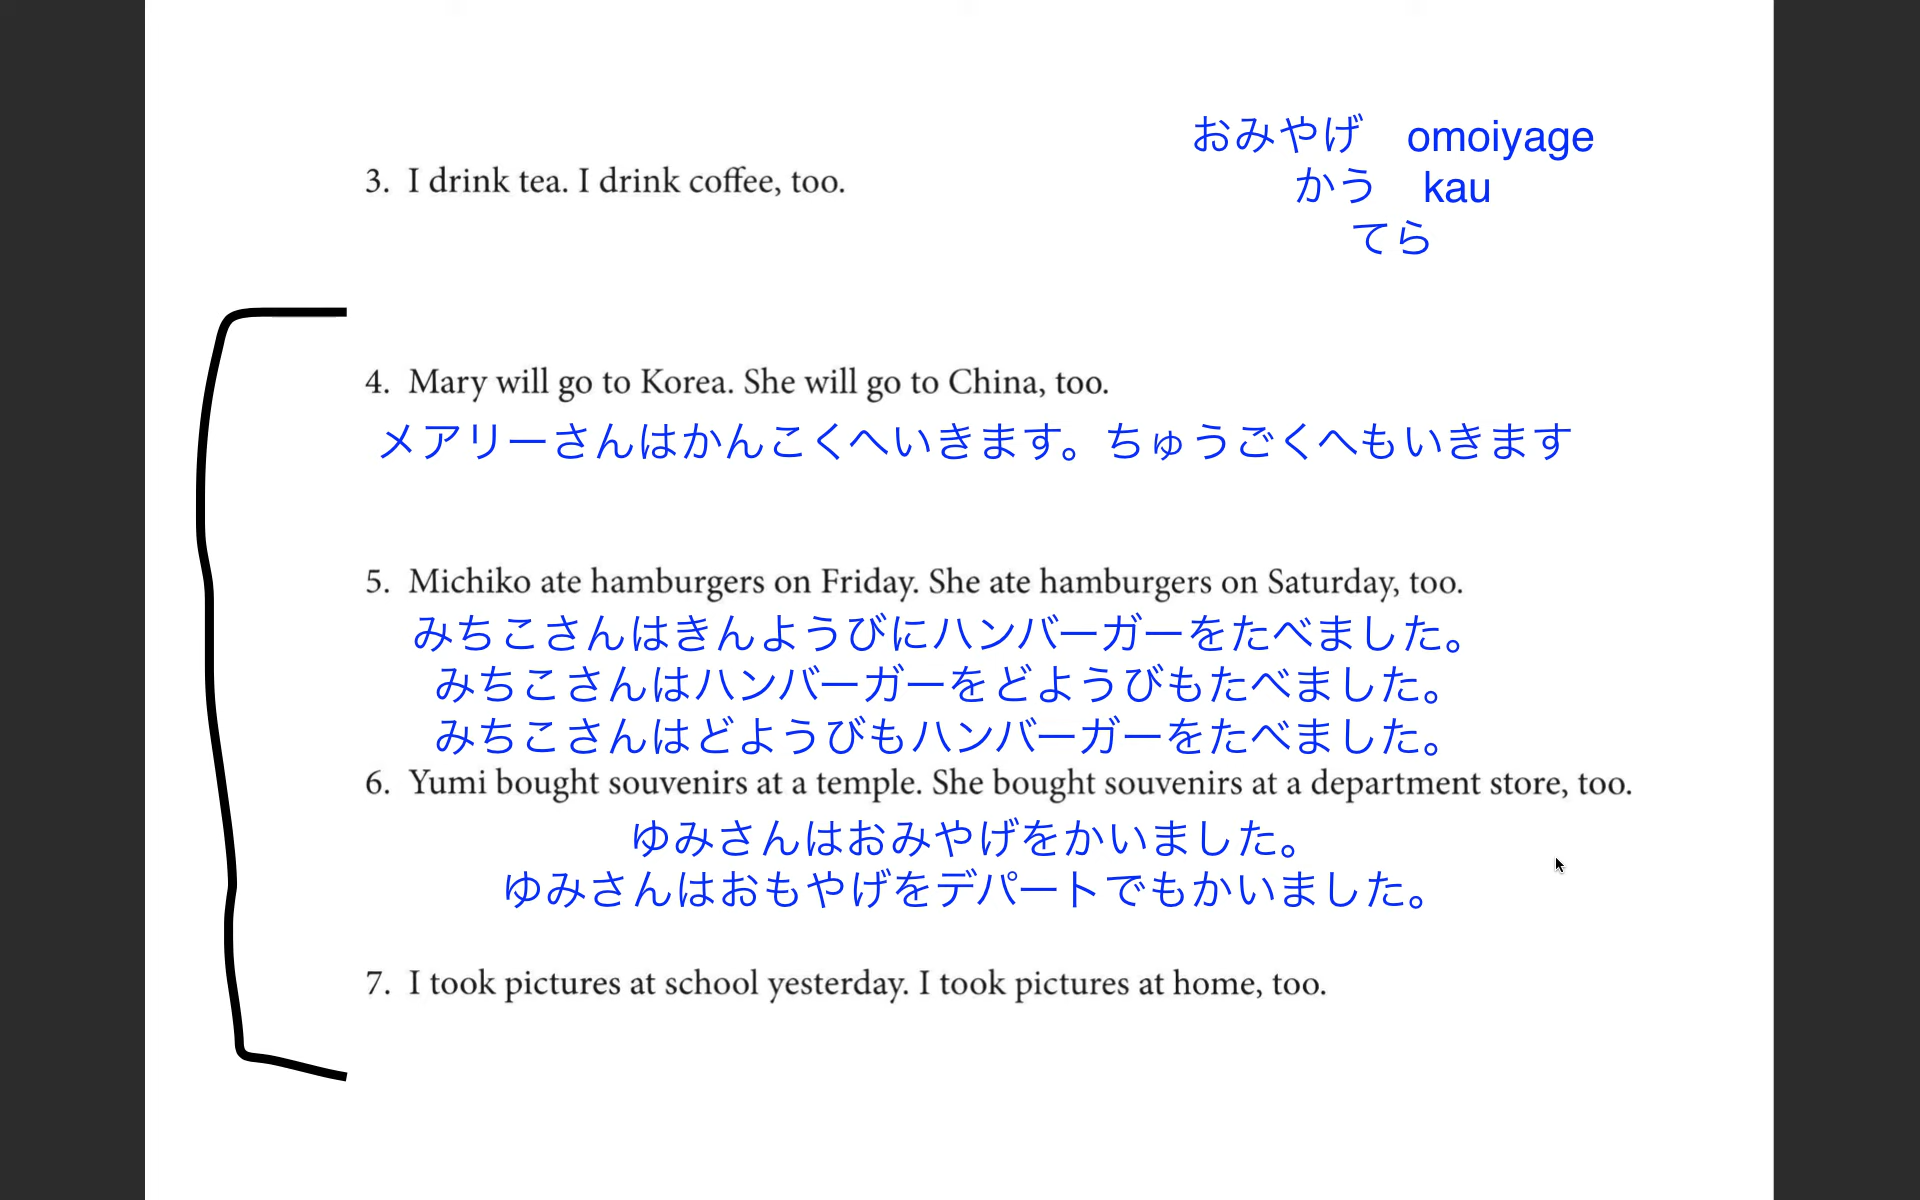 おみやげ　omoiyage
かう　kau
てら
3. I drink tea. I drink coffee, too.
4. Mary will go to Korea. She will go to China, too.
メアリーさんはかんこくへいきます。ちゅうごくへもいきます
5. Michiko ate hamburgers on Friday. She ate hamburgers on Saturday, too.
みちこさんはきんようびにハンバーガーをたべました。
みちこさんはハンバーガーをどようびもたべました。
みちこさんはどようびもハンバーガーをたべました。
6. Yumi bought souvenirs at a temple. She bought souvenirs at a department store, too.
ゆみさんはおみやげをかいました。
ゆみさんはおもやげをデパートでもかいました。
7. I took pictures at school yesterday. I took pictures at home, too.